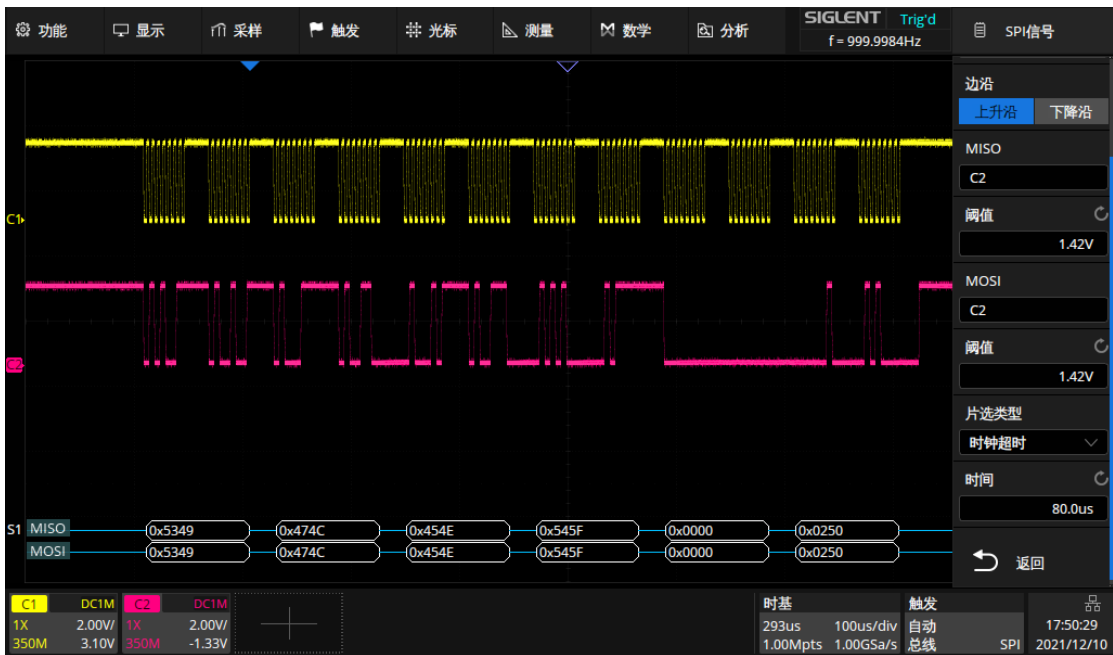 功能 显示 采样 触发 光标 测量 数学 分析
SIGLENT Trig'd
f = 999.9984Hz
SPI信号
边沿
上升沿 下降沿
MISO
C2
阈值
1.42V
MOSI
C2
阈值
1.42V
片选类型
时钟超时
时间
80.0us
返回
C1
C2
S1 MISO 0x5349 0x474C 0x454E 0x545F 0x0000 0x0250
MOSI 0x5349 0x474C 0x454E 0x545F 0x0000 0x0250
C1 DC1M
1X 2.00V/
350M 3.10V
C2 DC1M
1X 2.00V/
350M -1.33V
时基
293us 100us/div
1.00Mpts 1.00GSa/s
触发
自动
总线 SPI
17:50:29
2021/12/10